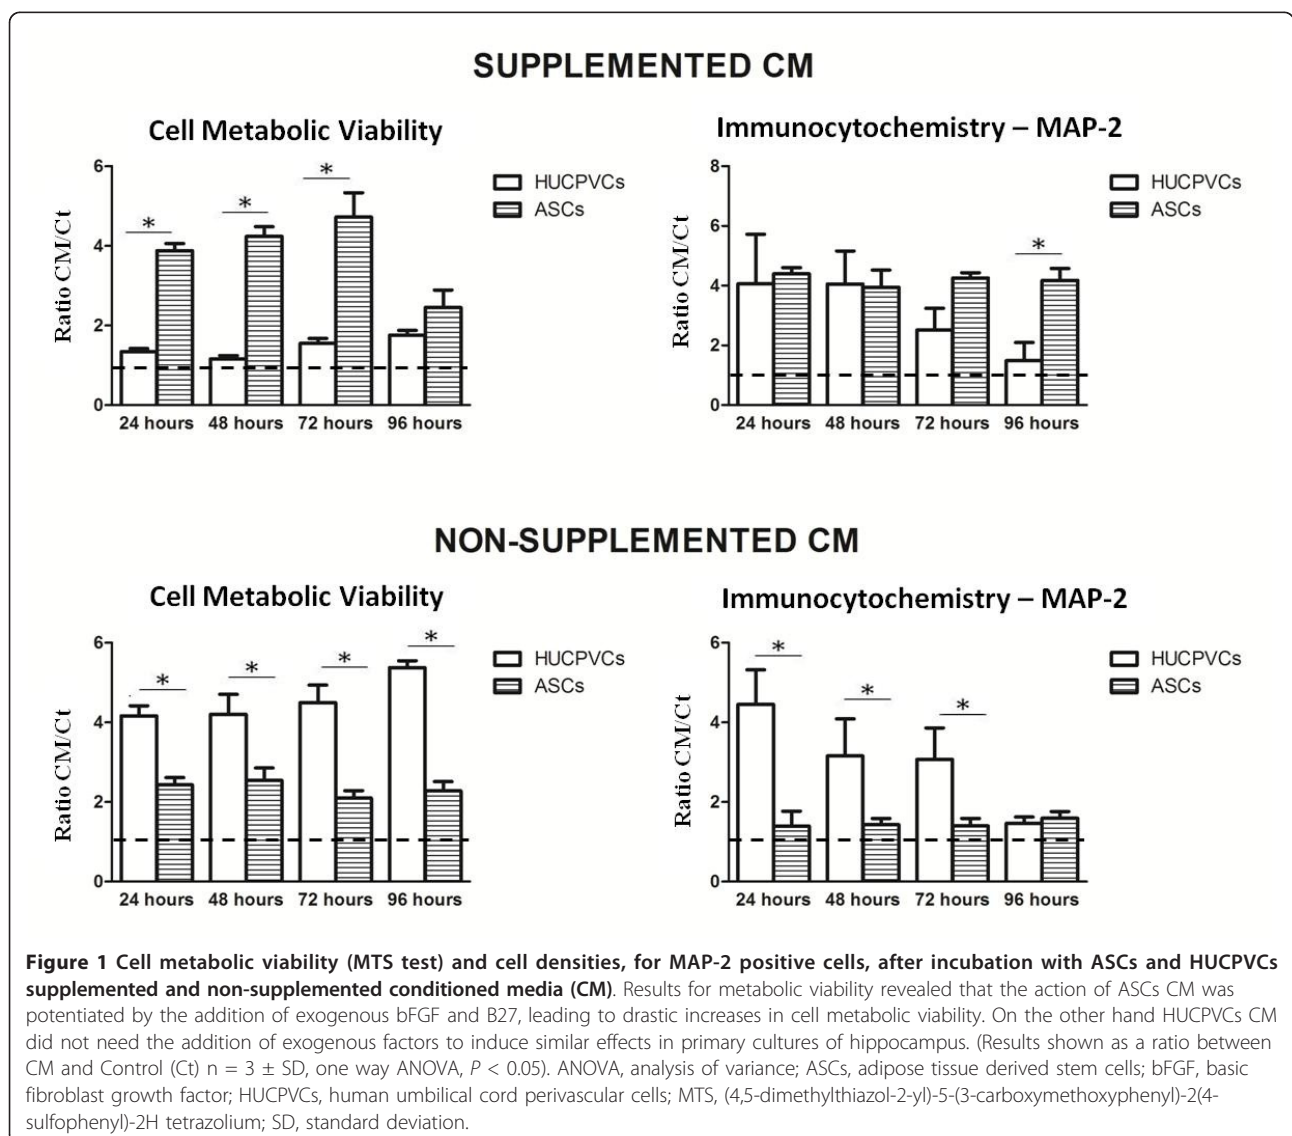 SUPPLEMENTED CM
Cell Metabolic Viability
Ratio CM/Ct
6
4
2
0
*
*
*
24 hours 48 hours 72 hours 96 hours
HUCPVCs
ASCs
Immunocytochemistry – MAP-2
Ratio CM/Ct
8
6
4
2
0
*
24 hours 48 hours 72 hours 96 hours
HUCPVCs
ASCs
NON-SUPPLEMENTED CM
Cell Metabolic Viability
Ratio CM/Ct
6
4
2
0
*
*
*
*
24 hours 48 hours 72 hours 96 hours
HUCPVCs
ASCs
Immunocytochemistry – MAP-2
Ratio CM/Ct
6
4
2
0
*
*
*
24 hours 48 hours 72 hours 96 hours
HUCPVCs
ASCs
Figure 1 Cell metabolic viability (MTS test) and cell densities, for MAP-2 positive cells, after incubation with ASCs and HUCPVCs
supplemented and non-supplemented conditioned media (CM). Results for metabolic viability revealed that the action of ASCs CM was
potentiated by the addition of exogenous bFGF and B27, leading to drastic increases in cell metabolic viability. On the other hand HUCPVCs CM
did not need the addition of exogenous factors to induce similar effects in primary cultures of hippocampus. (Results shown as a ratio between
CM and Control (Ct) n = 3 ± SD, one way ANOVA, P < 0.05). ANOVA, analysis of variance; ASCs, adipose tissue derived stem cells; bFGF, basic
fibroblast growth factor; HUCPVCs, human umbilical cord perivascular cells; MTS, (4,5-dimethylthiazol-2-yl)-5-(3-carboxymethoxyphenyl)-2(4-
sulfophenyl)-2H tetrazolium; SD, standard deviation.